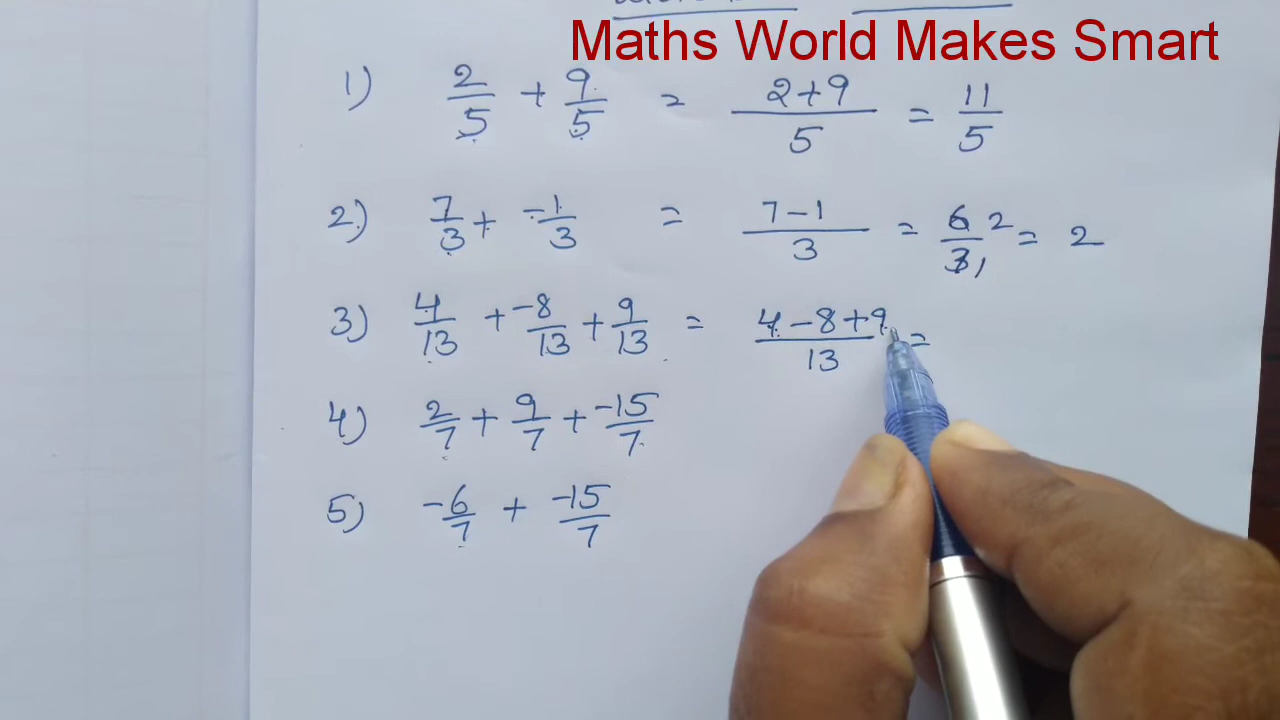 Maths World Makes Smart
1) 2/5 + 9/5 = 2+9/5 = 11/5
2) 7/3 + -1/3 = 7-1/3 = 6/3 2 1 = 2
3) 4/13 + -8/13 + 9/13 = 4-8+9/13 =
4) 2/7 + 9/7 + -15/7
5) -6/7 + -15/7